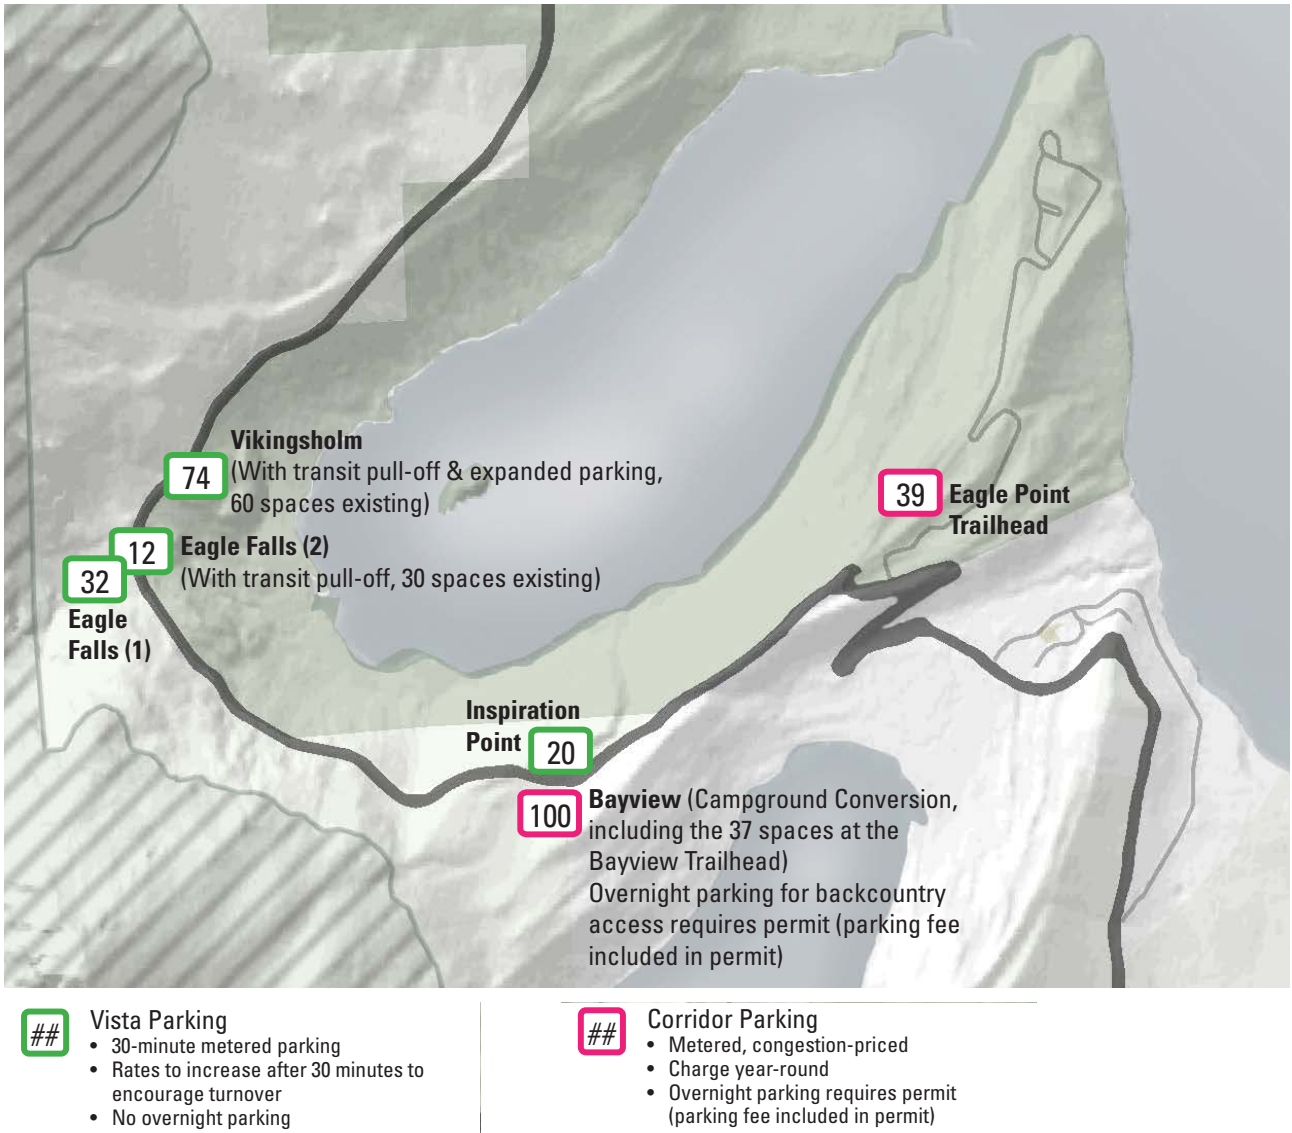 Vikingsholm
74
(With transit pull-off & expanded parking,
60 spaces existing)
12
Eagle Falls (2)
(With transit pull-off, 30 spaces existing)
32
Eagle
Falls (1)
39
Eagle Point
Trailhead
Inspiration
Point
20
100
Bayview (Campground Conversion,
including the 37 spaces at the
Bayview Trailhead)
Overnight parking for backcountry
access requires permit (parking fee
included in permit)
##
Vista Parking
• 30-minute metered parking
• Rates to increase after 30 minutes to
encourage turnover
• No overnight parking
##
Corridor Parking
• Metered, congestion-priced
• Charge year-round
• Overnight parking requires permit
(parking fee included in permit)